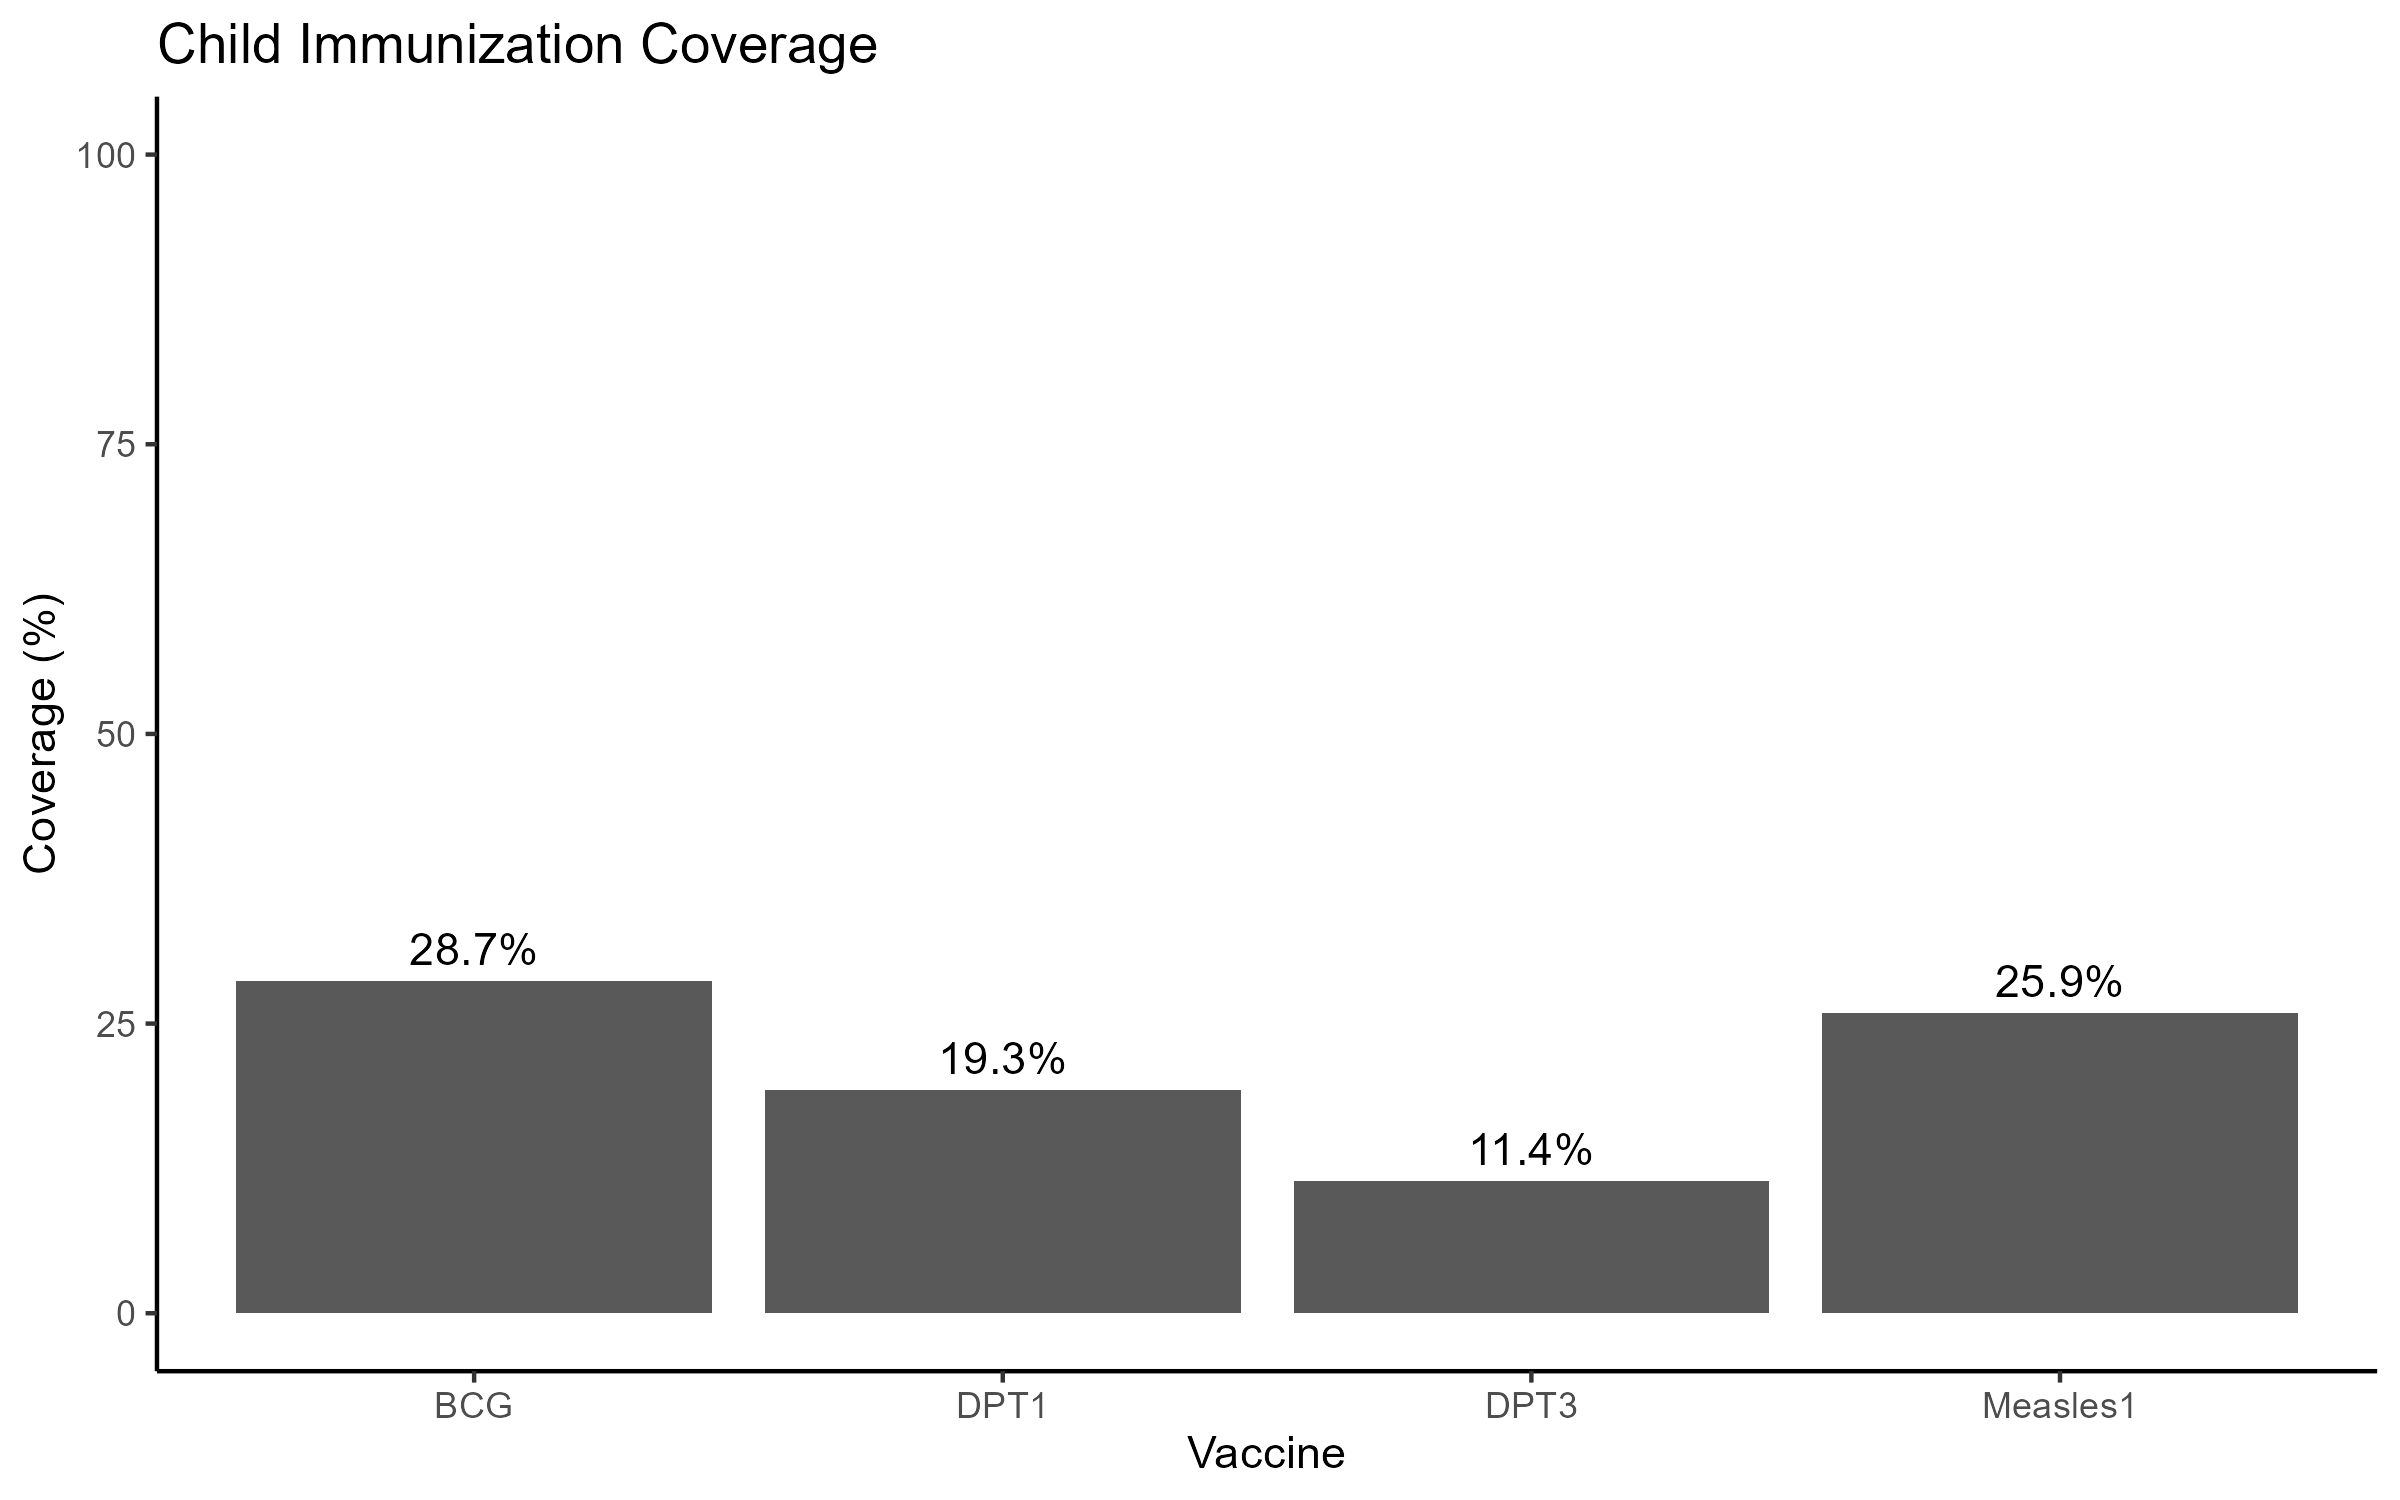 Child Immunization Coverage
Coverage (%)
100
75
50
25
0
28.7%
19.3%
11.4%
25.9%
BCG
DPT1
DPT3
Measles1
Vaccine